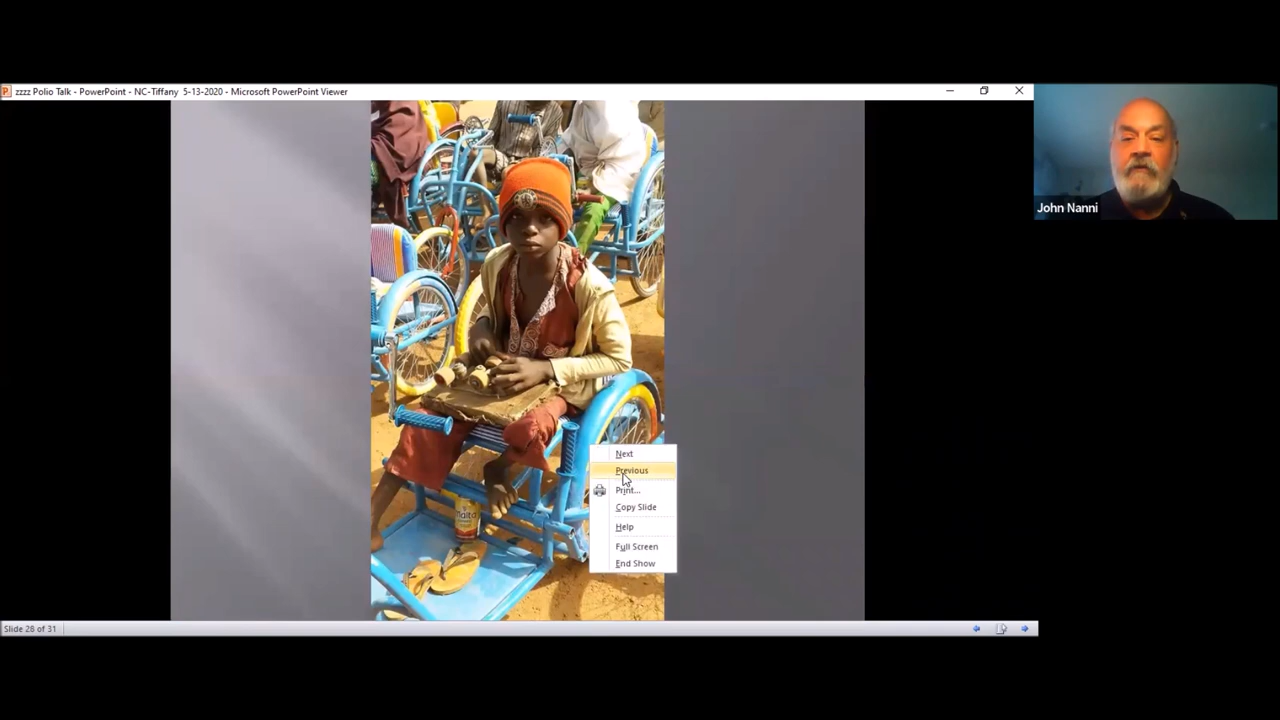 zzzz Polio Talk - PowerPoint - NC-Tiffany 5-13-2020 - Microsoft PowerPoint Viewer
John Nanni
Next
Previous
Print...
Copy Slide
Help
Full Screen
End Show
Slide 26 of 31